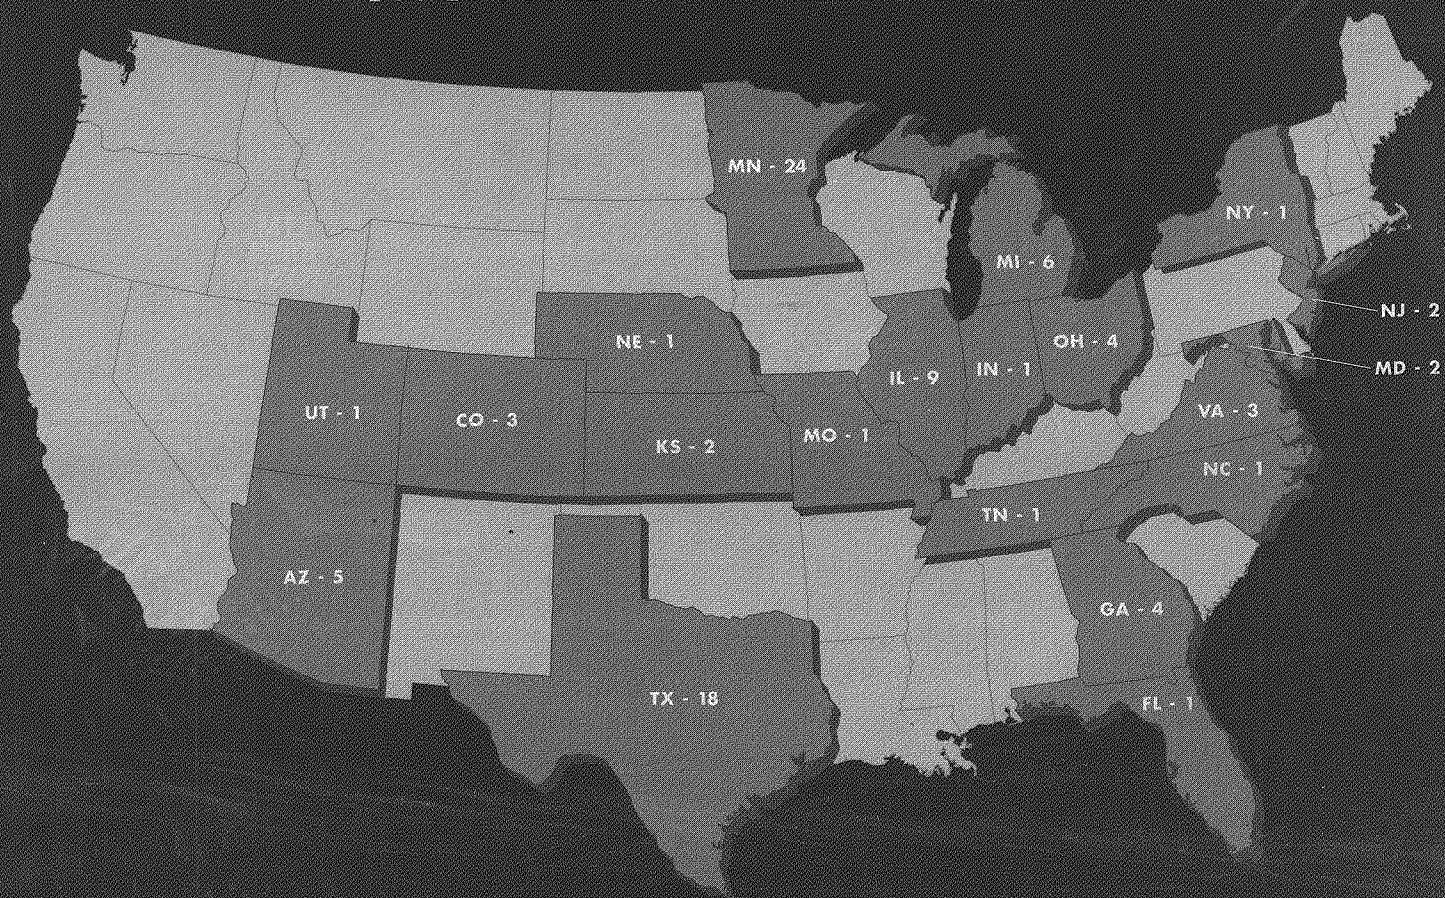 MN - 24
NY - 1
MI - 6
NJ - 2
NE - 1
OH - 4
MD - 2
IN - 1
IL - 9
UT - 1
CO - 3
VA - 3
MO - 1
KS - 2
NC - 1
TN - 1
AZ - 5
GA - 4
TX - 18
FL - 1